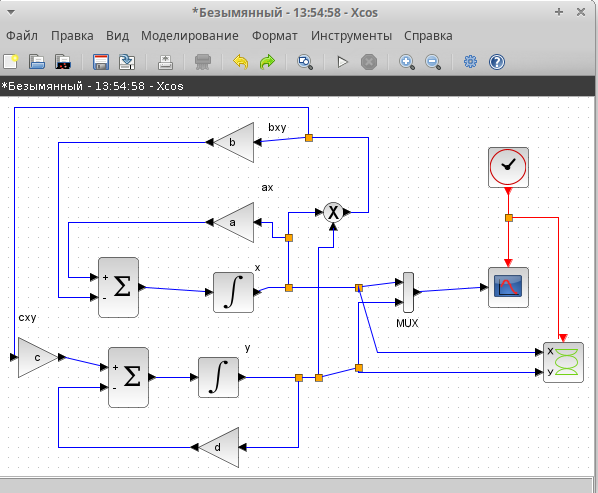 *Безымянный - 13:54:58 - Xcos
Файл Правка Вид Моделирование Формат Инструменты Справка
*Безымянный - 13:54:58 - Xcos
bxy
b
ax
a
X
x
+
-
Σ
∫
MUX
cxy
c
y
+
-
Σ
∫
X
У
d